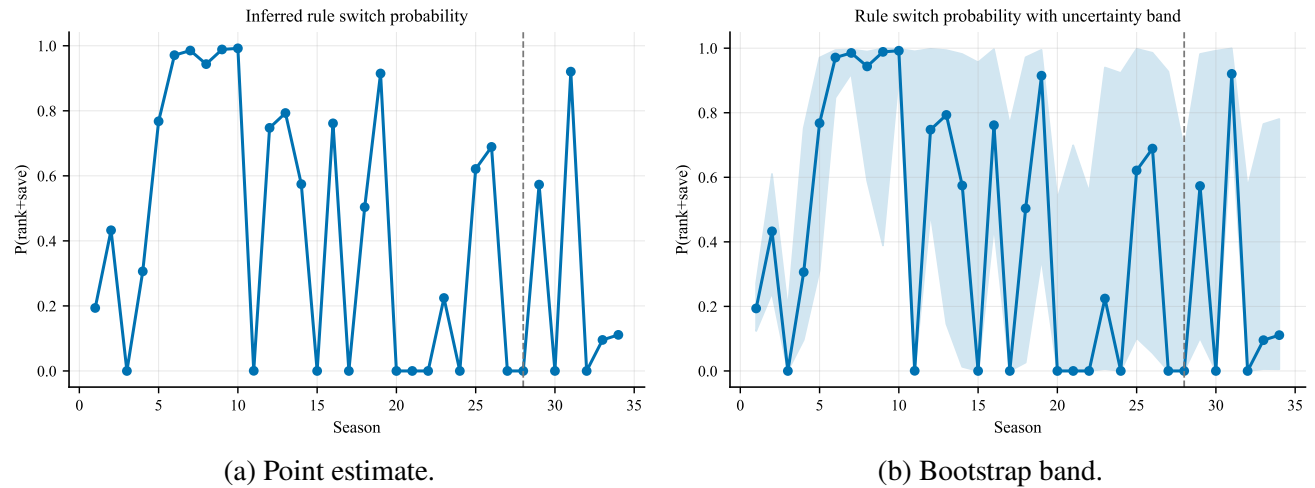 Inferred rule switch probability
1.0
0.8
0.6
0.4
0.2
0.0
P(rank+save)
0 5 10 15 20 25 30 35
Season
(a) Point estimate.
Rule switch probability with uncertainty band
1.0
0.8
0.6
0.4
0.2
0.0
P(rank+save)
0 5 10 15 20 25 30 35
Season
(b) Bootstrap band.